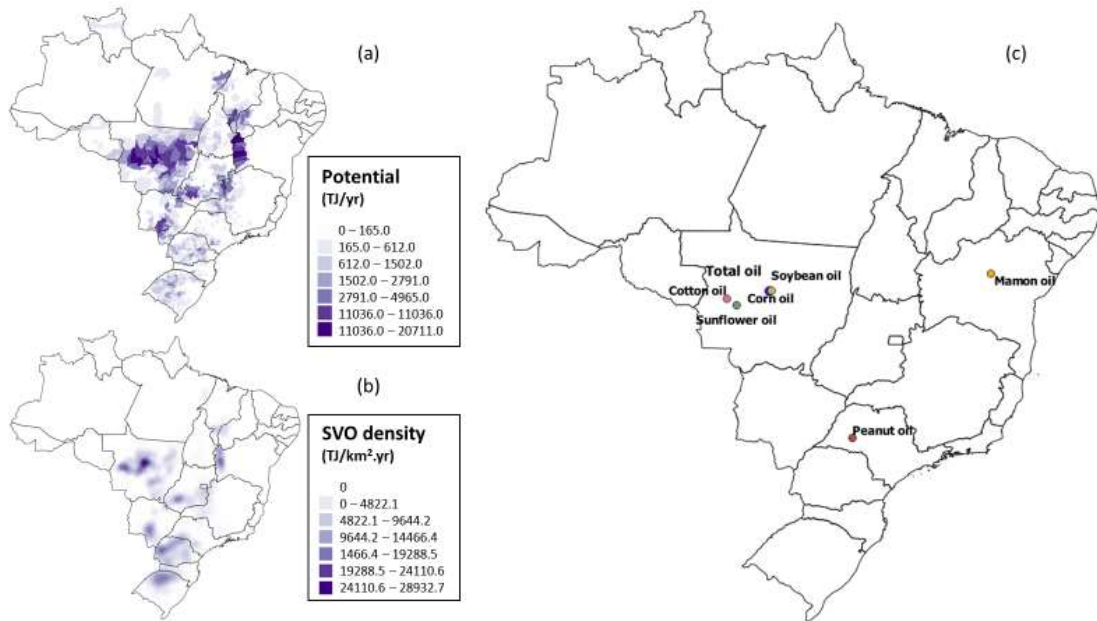 (a)
Potential
(TJ/yr)
0 – 165.0
165.0 – 612.0
612.0 – 1502.0
1502.0 – 2791.0
2791.0 – 4965.0
11036.0 – 11036.0
11036.0 – 20711.0
(b)
SVO density
(TJ/km².yr)
0
0 – 4822.1
4822.1 – 9644.2
9644.2 – 14466.4
1466.4 – 19288.5
19288.5 – 24110.6
24110.6 – 28932.7
(c)
Total oil
Soybean oil
Cotton oil
Corn oil
Sunflower oil
Mamon oil
Peanut oil